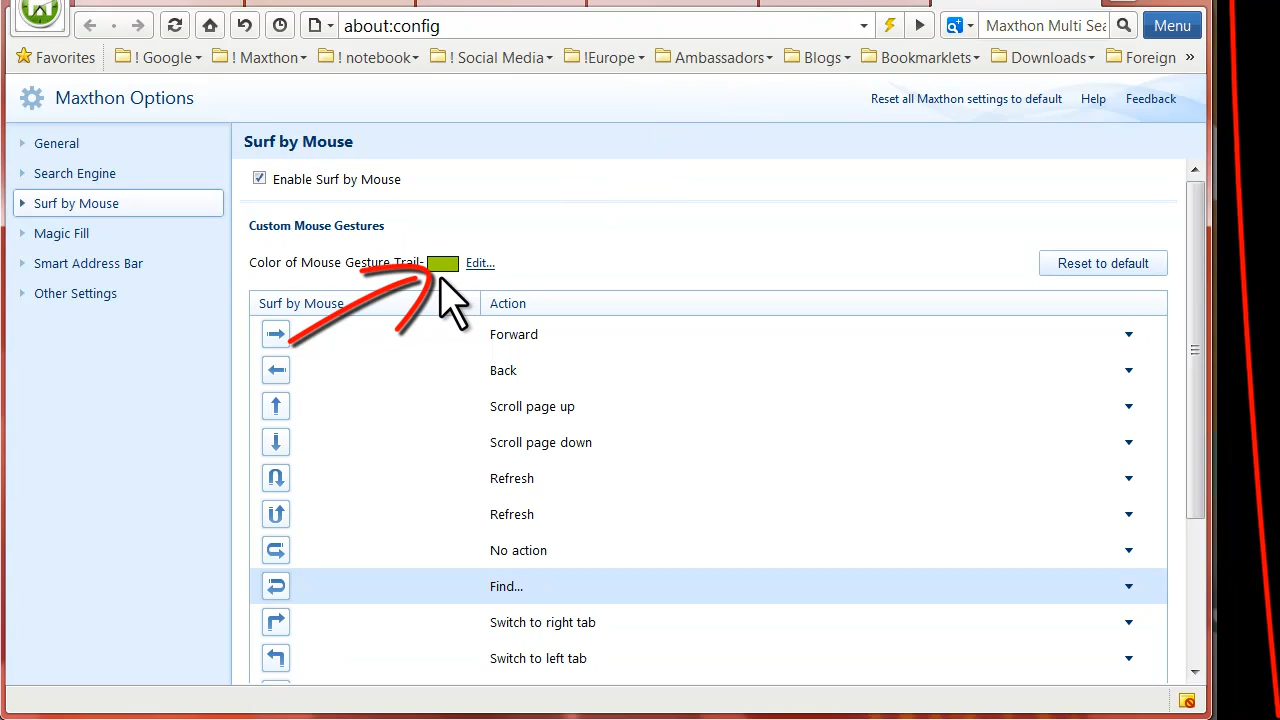 about:config
Maxthon Multi Sea
Menu
Favorites
! Google
! Maxthon
! notebook
! Social Media
!Europe
Ambassadors
Blogs
Bookmarklets
Downloads
Foreign
»
Maxthon Options
Reset all Maxthon settings to default
Help
Feedback
General
Search Engine
Surf by Mouse
Magic Fill
Smart Address Bar
Other Settings
Surf by Mouse
Enable Surf by Mouse
Custom Mouse Gestures
Color of Mouse Gesture Trail-
Edit...
Reset to default
Surf by Mouse
Action
Forward
Back
Scroll page up
Scroll page down
Refresh
Refresh
No action
Find...
Switch to right tab
Switch to left tab